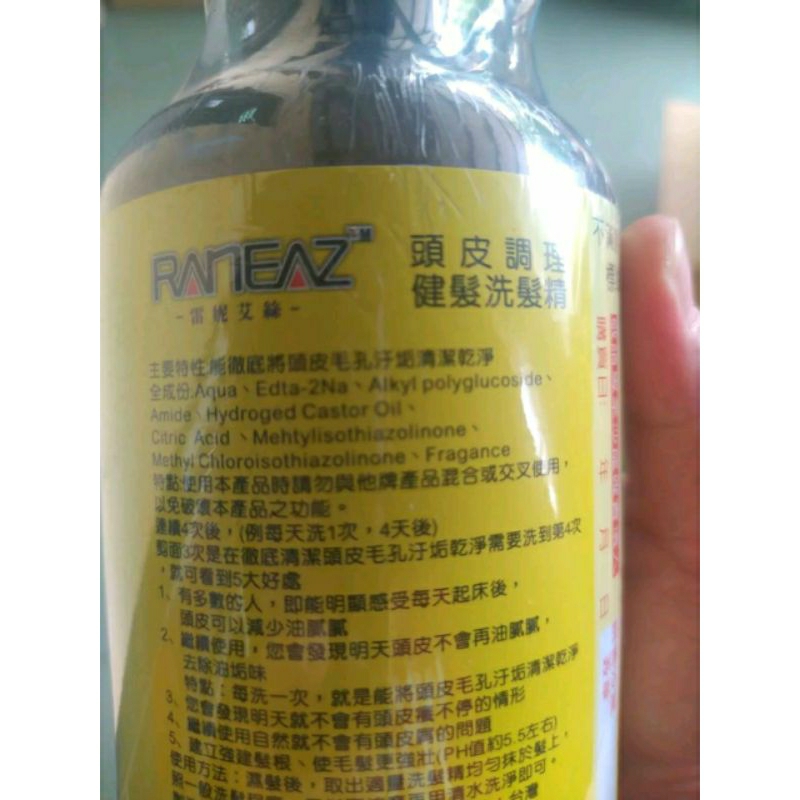 RANEAZ
-雷妮艾絲-
頭皮調理
健髮洗髮精
主要特性:能徹底將頭皮毛孔汙垢清潔乾淨
全成份:Aqua、Edta-2Na、Alkyl polyglucoside、
Amide、Hydroged Castor Oil、
Citric Acid、Mehtylisothiazolinone、
Methyl Chloroisothiazolinone、Fragance
特點:使用本產品時請勿與他牌產品混合或交叉使用,
以免破壞本產品之功能。
連續4次後,(例每天洗1次,4天後)
前面3次是在徹底清潔頭皮毛孔汙垢乾淨需要洗到第4次
,就可看到5大好處
1、有多數的人,即能明顯感受每天起床後,
頭皮可以減少油膩膩
2、繼續使用,您會發現明天頭皮不會再油膩膩,
去除油垢味
特點:每洗一次,就是能將頭皮毛孔汙垢清潔乾淨
3、您會發現明天就不會有頭皮癢不停的情形
4、繼續使用自然就不會有頭皮屑的問題
5、建立强建髮根、使毛髮更強壯(PH值約5.5左右)
使用方法:濕髮後,取出適量洗髮精均勻抹於髮上,
用清水洗淨即可。
台灣
年 月 日